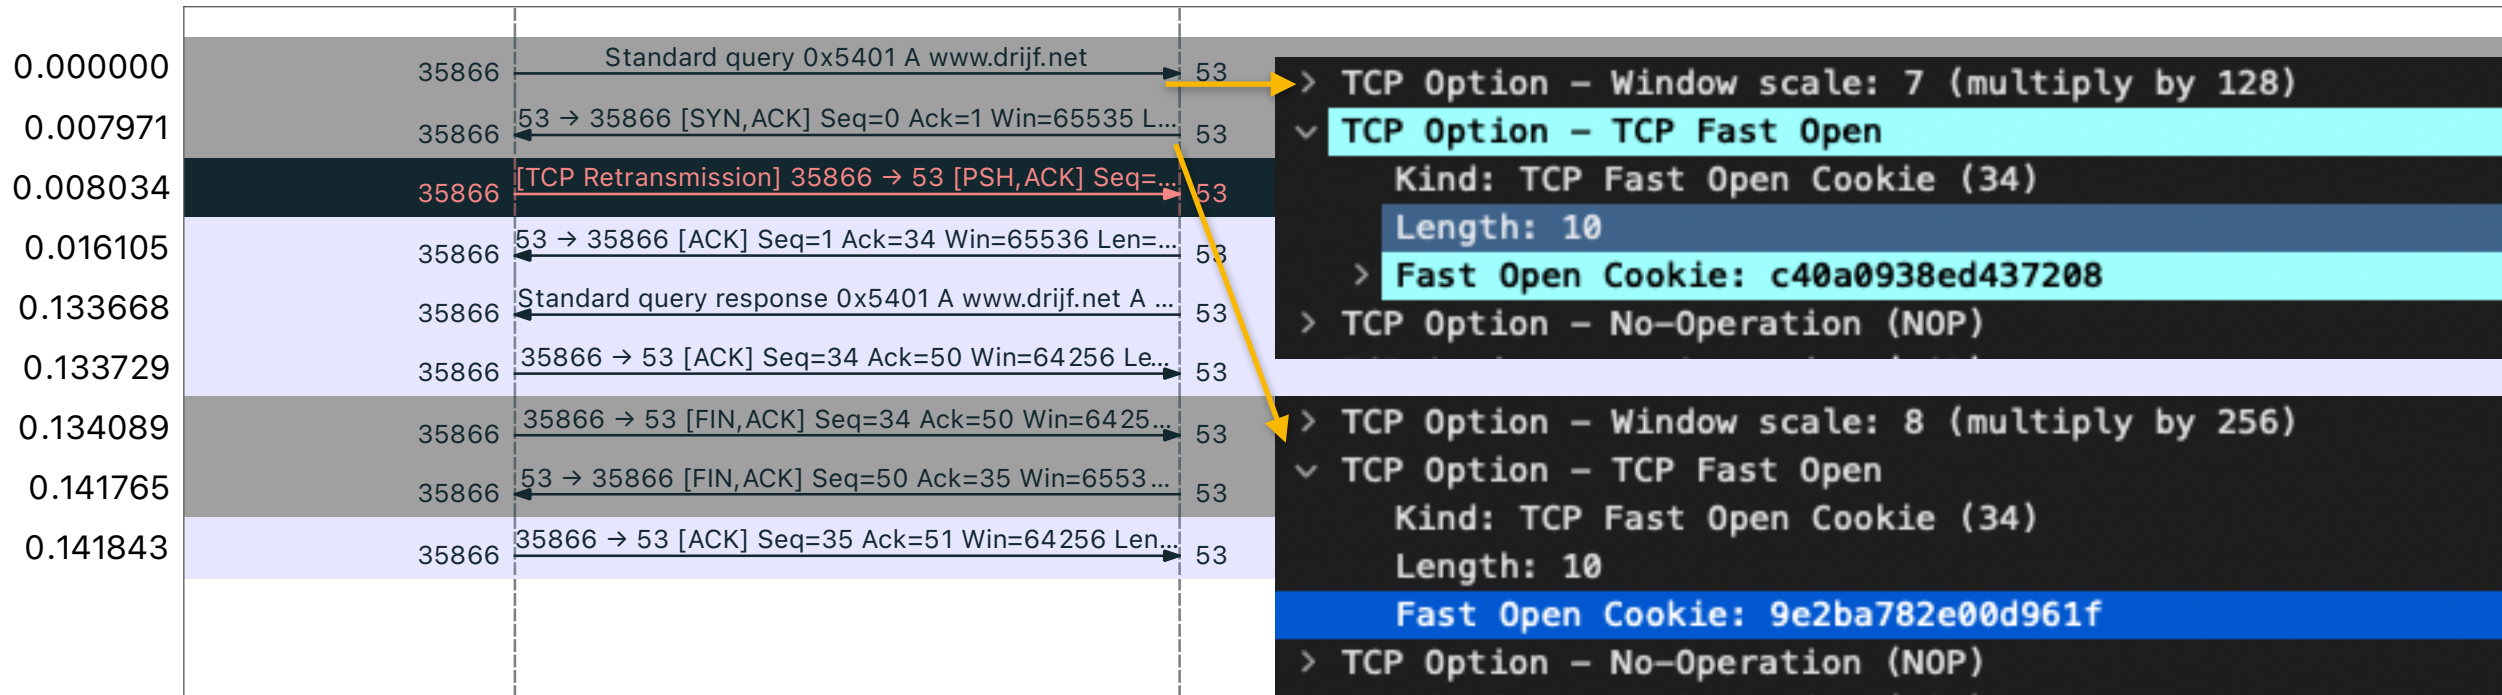 0.000000
Standard query 0x5401 A www.drijf.net
35866 53
0.007971
53 → 35866 [SYN,ACK] Seq=0 Ack=1 Win=65535 L...
35866 53
0.008034
[TCP Retransmission] 35866 → 53 [PSH,ACK] Seq=...
35866 53
0.016105
53 → 35866 [ACK] Seq=1 Ack=34 Win=65536 Len=...
35866 53
0.133668
Standard query response 0x5401 A www.drijf.net A ...
35866 53
0.133729
35866 → 53 [ACK] Seq=34 Ack=50 Win=64256 Le...
35866 53
0.134089
35866 → 53 [FIN,ACK] Seq=34 Ack=50 Win=6425...
35866 53
0.141765
53 → 35866 [FIN,ACK] Seq=50 Ack=35 Win=6553...
35866 53
0.141843
35866 → 53 [ACK] Seq=35 Ack=51 Win=64256 Len...
35866 53
TCP Option – Window scale: 7 (multiply by 128)
TCP Option – TCP Fast Open
Kind: TCP Fast Open Cookie (34)
Length: 10
Fast Open Cookie: c40a0938ed437208
TCP Option – No-Operation (NOP)
TCP Option – Window scale: 8 (multiply by 256)
TCP Option – TCP Fast Open
Kind: TCP Fast Open Cookie (34)
Length: 10
Fast Open Cookie: 9e2ba782e00d961f
TCP Option – No-Operation (NOP)